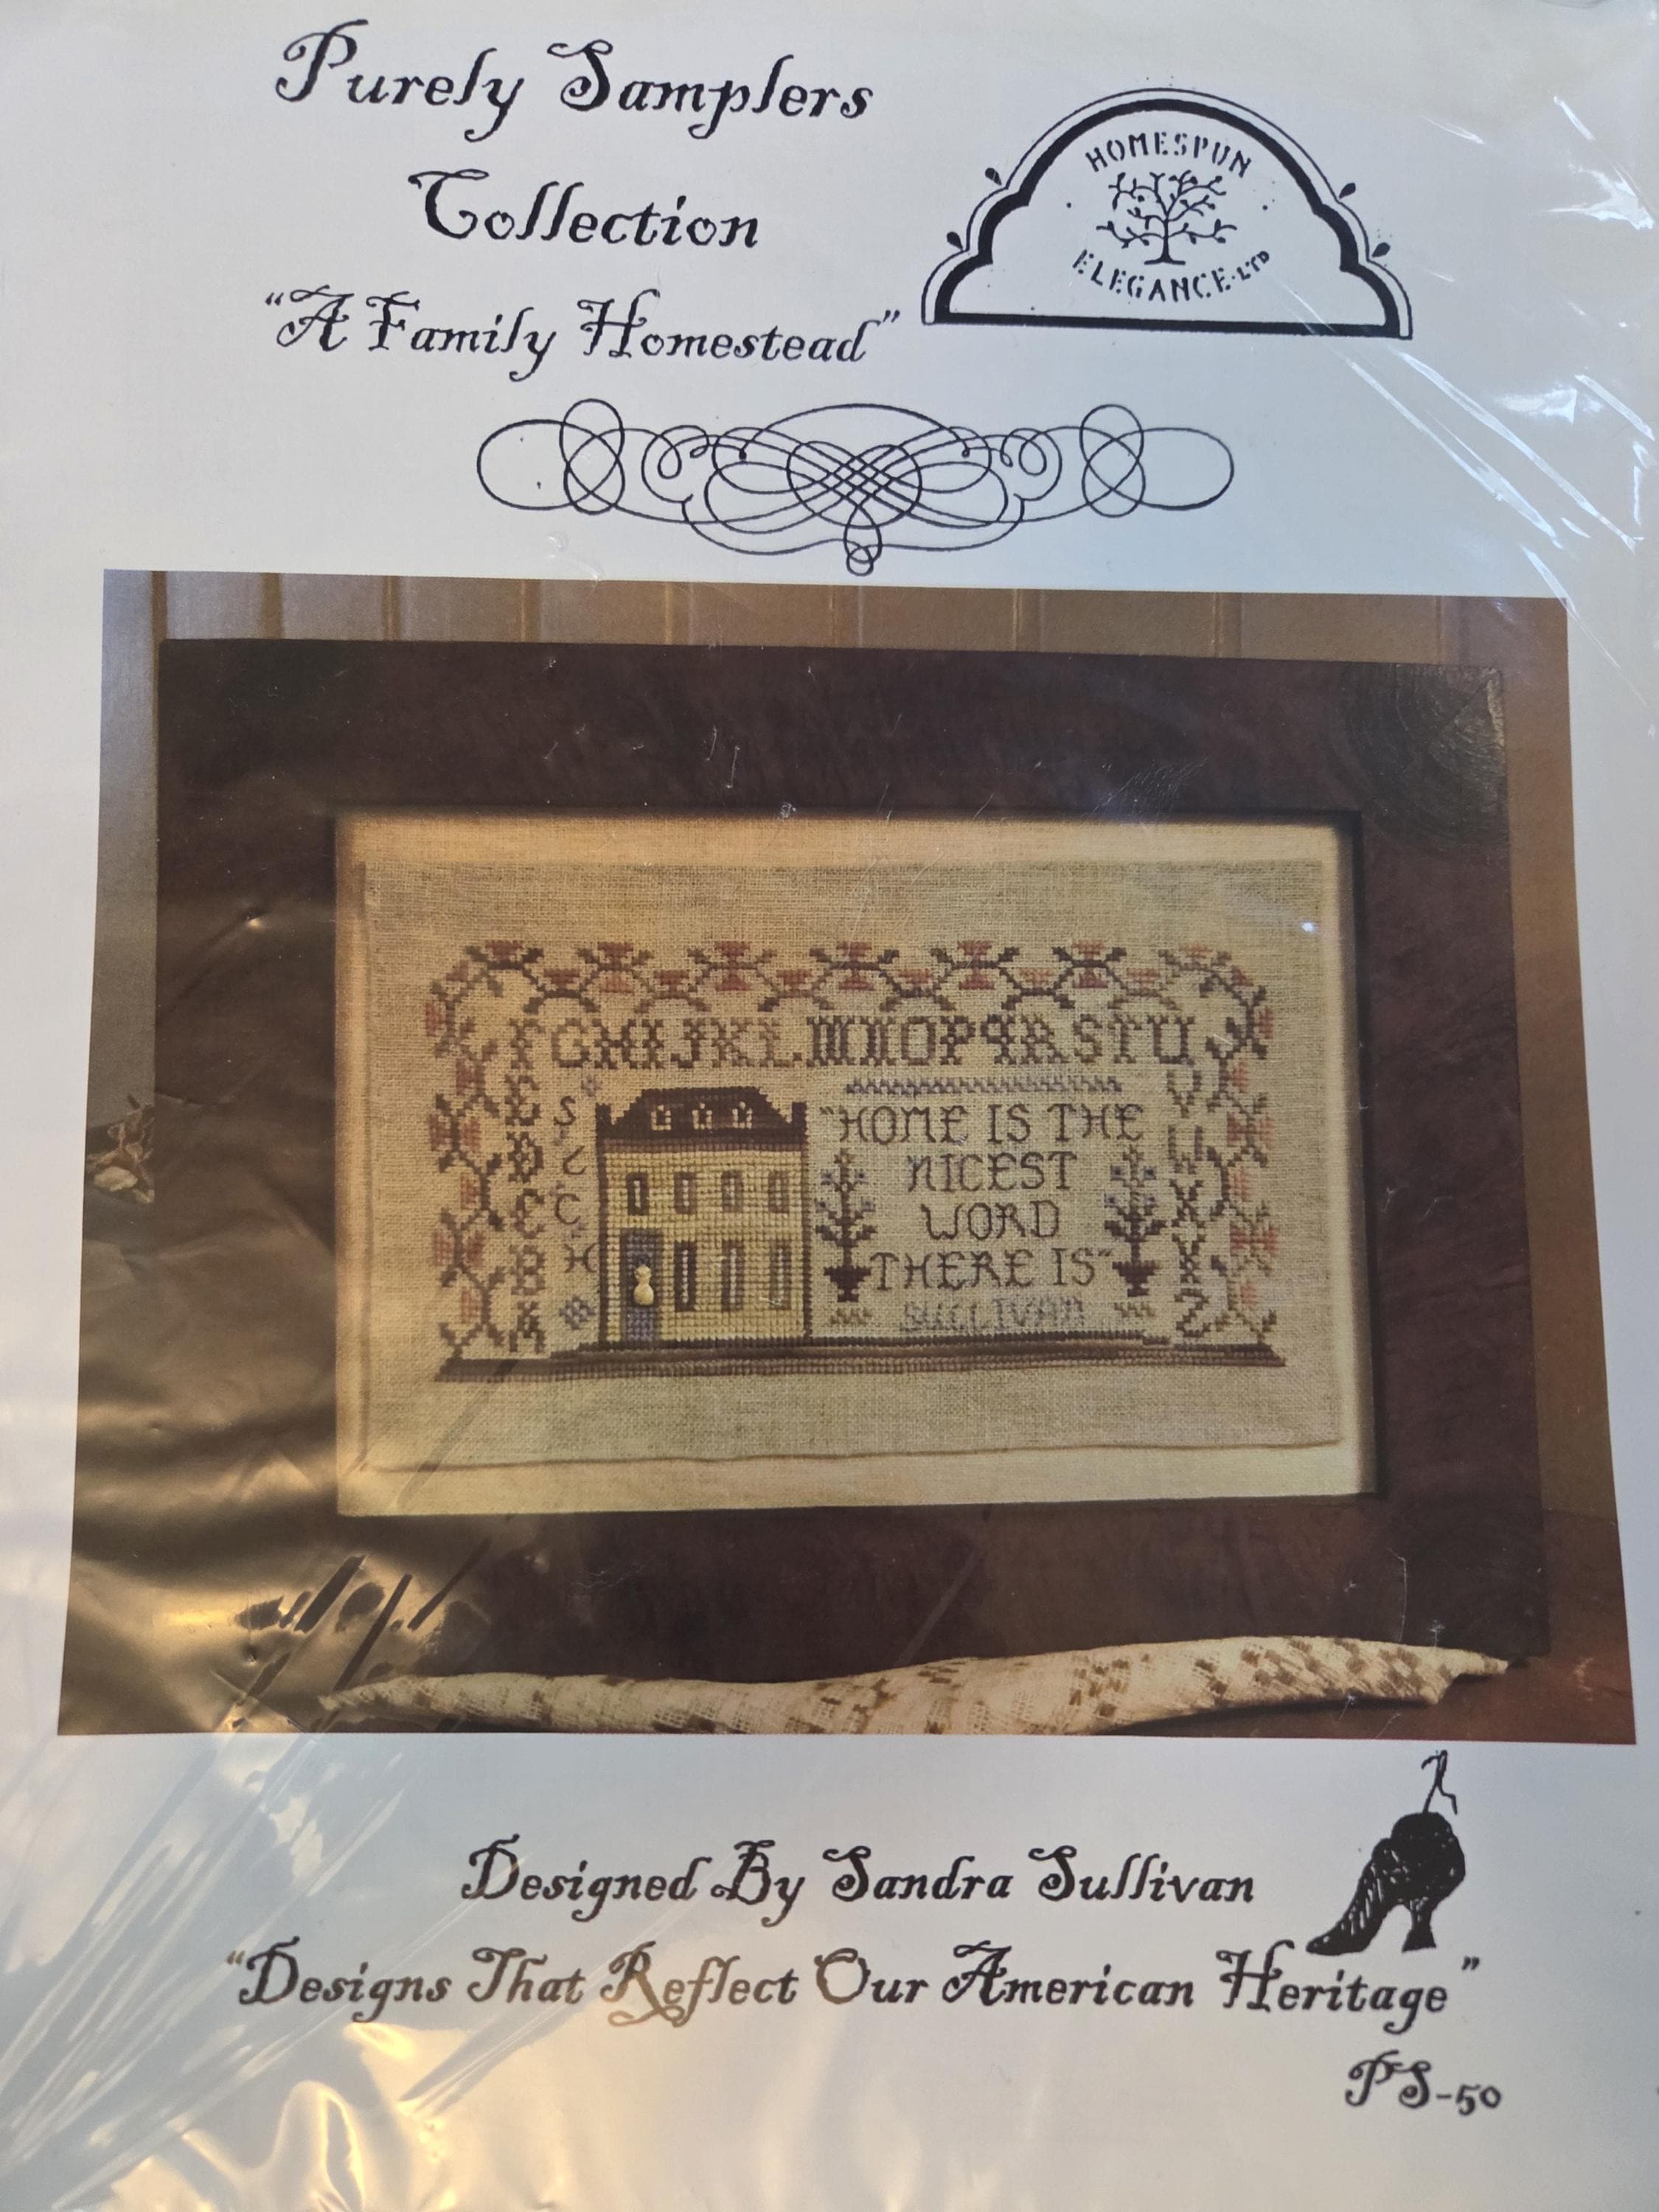 Purely Samplers
Collection
"A Family Homestead"
HOMESPUN
ELEGANCE·LTD
FGHIJKLMNOPQRSTU
E
D
C
B
A
S
L
C
H
"HOME IS THE
NICEST
WORD
THERE IS"
SULLIVAN
V
W
X
Y
Z
Designed By Sandra Sullivan
"Designs That Reflect Our American Heritage"
PS-50